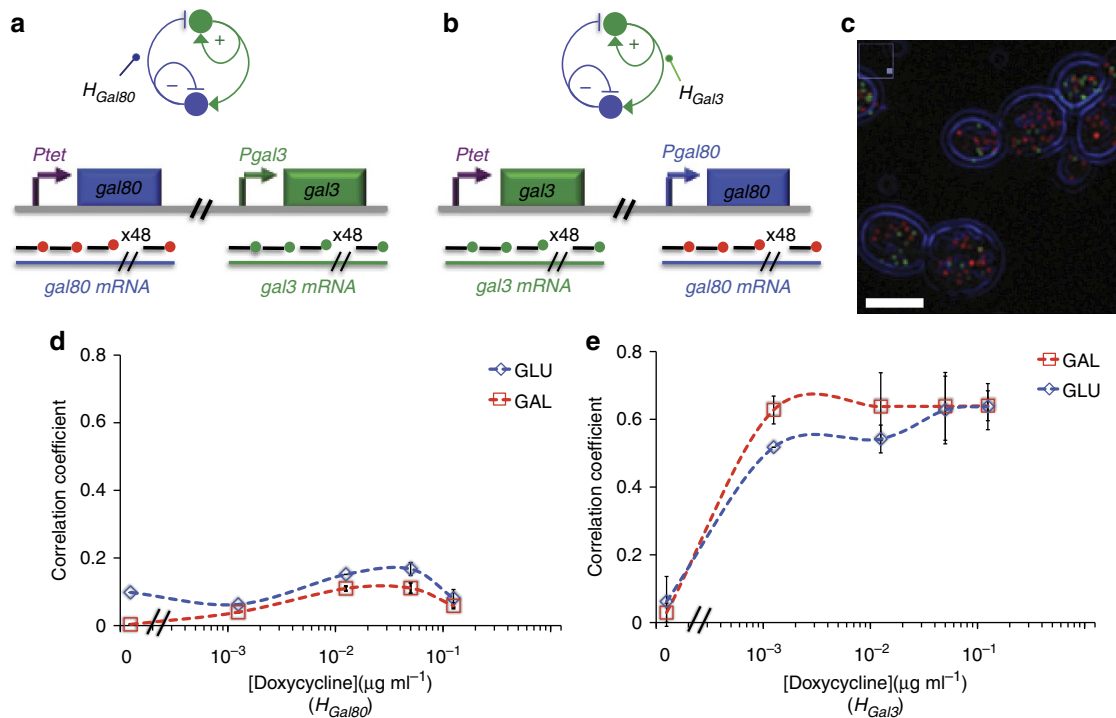 a
H_Gal80
+
−
Ptet
gal80
Pgal3
gal3
x48
x48
gal80 mRNA
gal3 mRNA
b
H_Gal3
+
−
Ptet
gal3
Pgal80
gal80
x48
x48
gal3 mRNA
gal80 mRNA
c
d
GLU
GAL
Correlation coefficient
0.8
0.6
0.4
0.2
0
0
10⁻³
10⁻²
10⁻¹
[Doxycycline](μg ml⁻¹)
(H_Gal80)
e
GAL
GLU
Correlation coefficient
0.8
0.6
0.4
0.2
0
0
10⁻³
10⁻²
10⁻¹
[Doxycycline](μg ml⁻¹)
(H_Gal3)